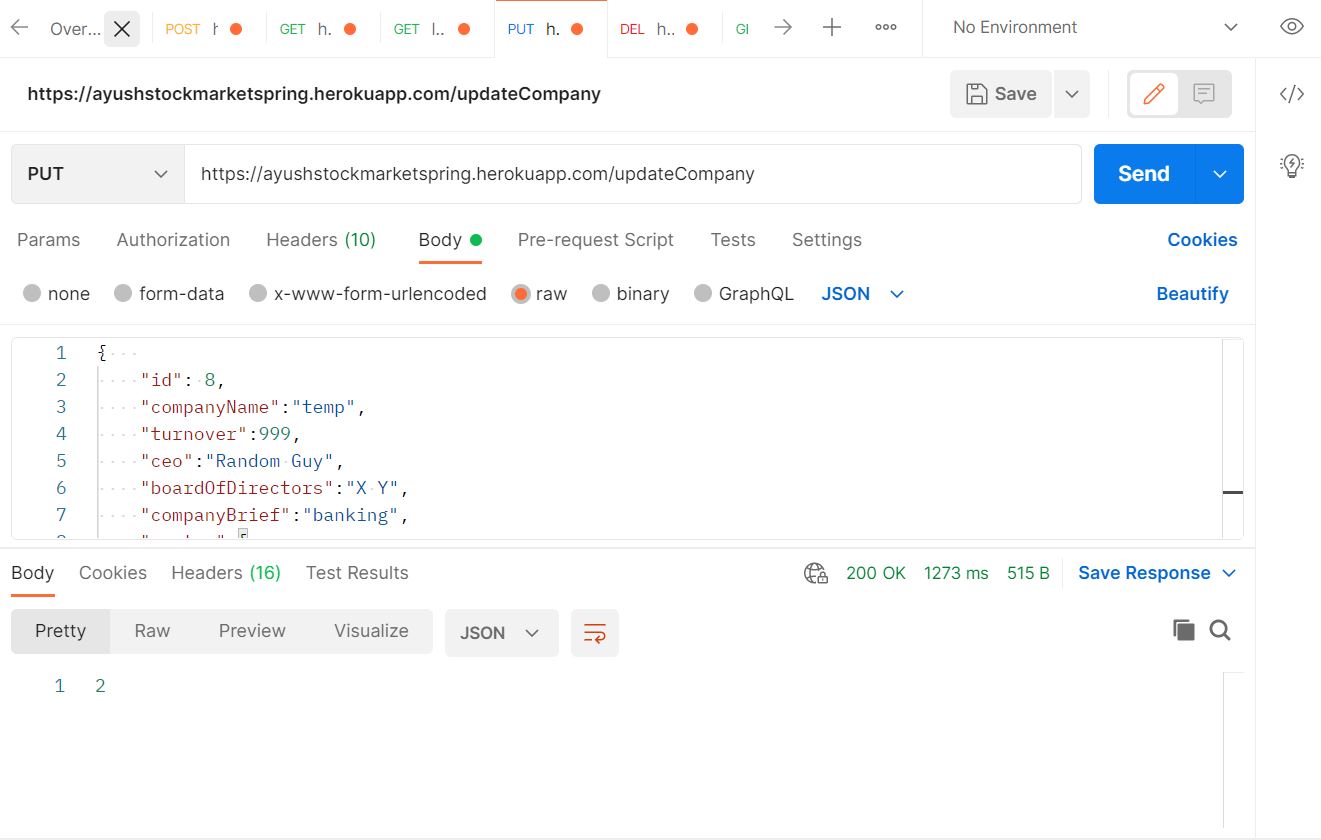 Over... POST GET h. GET l.. PUT h. DEL h.. No Environment
https://ayushstockmarketspring.herokuapp.com/updateCompany Save
PUT https://ayushstockmarketspring.herokuapp.com/updateCompany Send
Params Authorization Headers (10) Body Pre-request Script Tests Settings Cookies
none form-data x-www-form-urlencoded raw binary GraphQL JSON Beautify
1 {
2 "id": 8,
3 "companyName":"temp",
4 "turnover":999,
5 "ceo":"Random Guy",
6 "boardOfDirectors":"X Y",
7 "companyBrief":"banking",
Body Cookies Headers (16) Test Results 200 OK 1273 ms 515 B Save Response
Pretty Raw Preview Visualize JSON
1 2